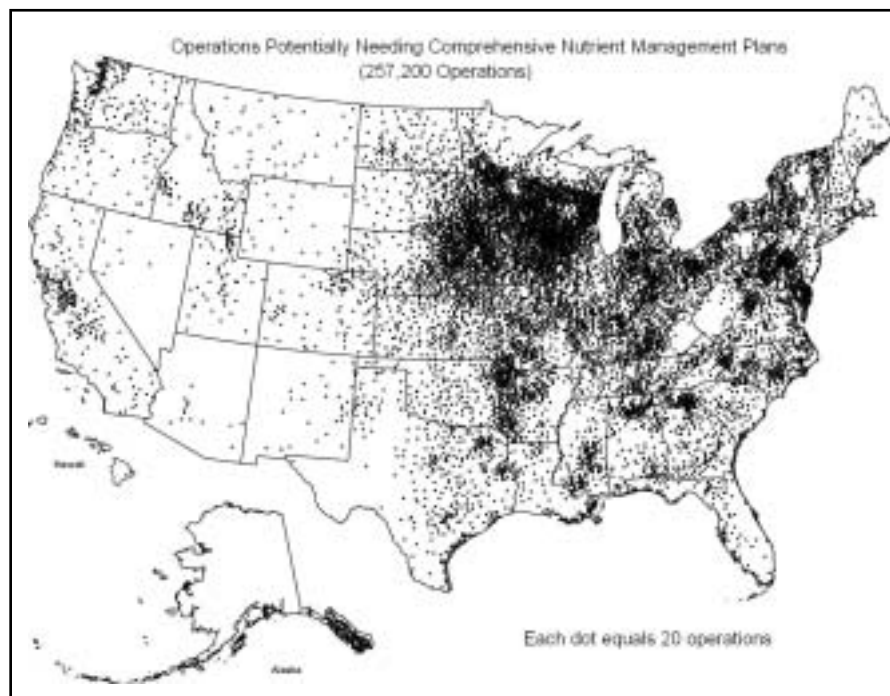 Operations Potentially Needing Comprehensive Nutrient Management Plans
(257,200 Operations)
Hawaii
Each dot equals 20 operations
Alaska